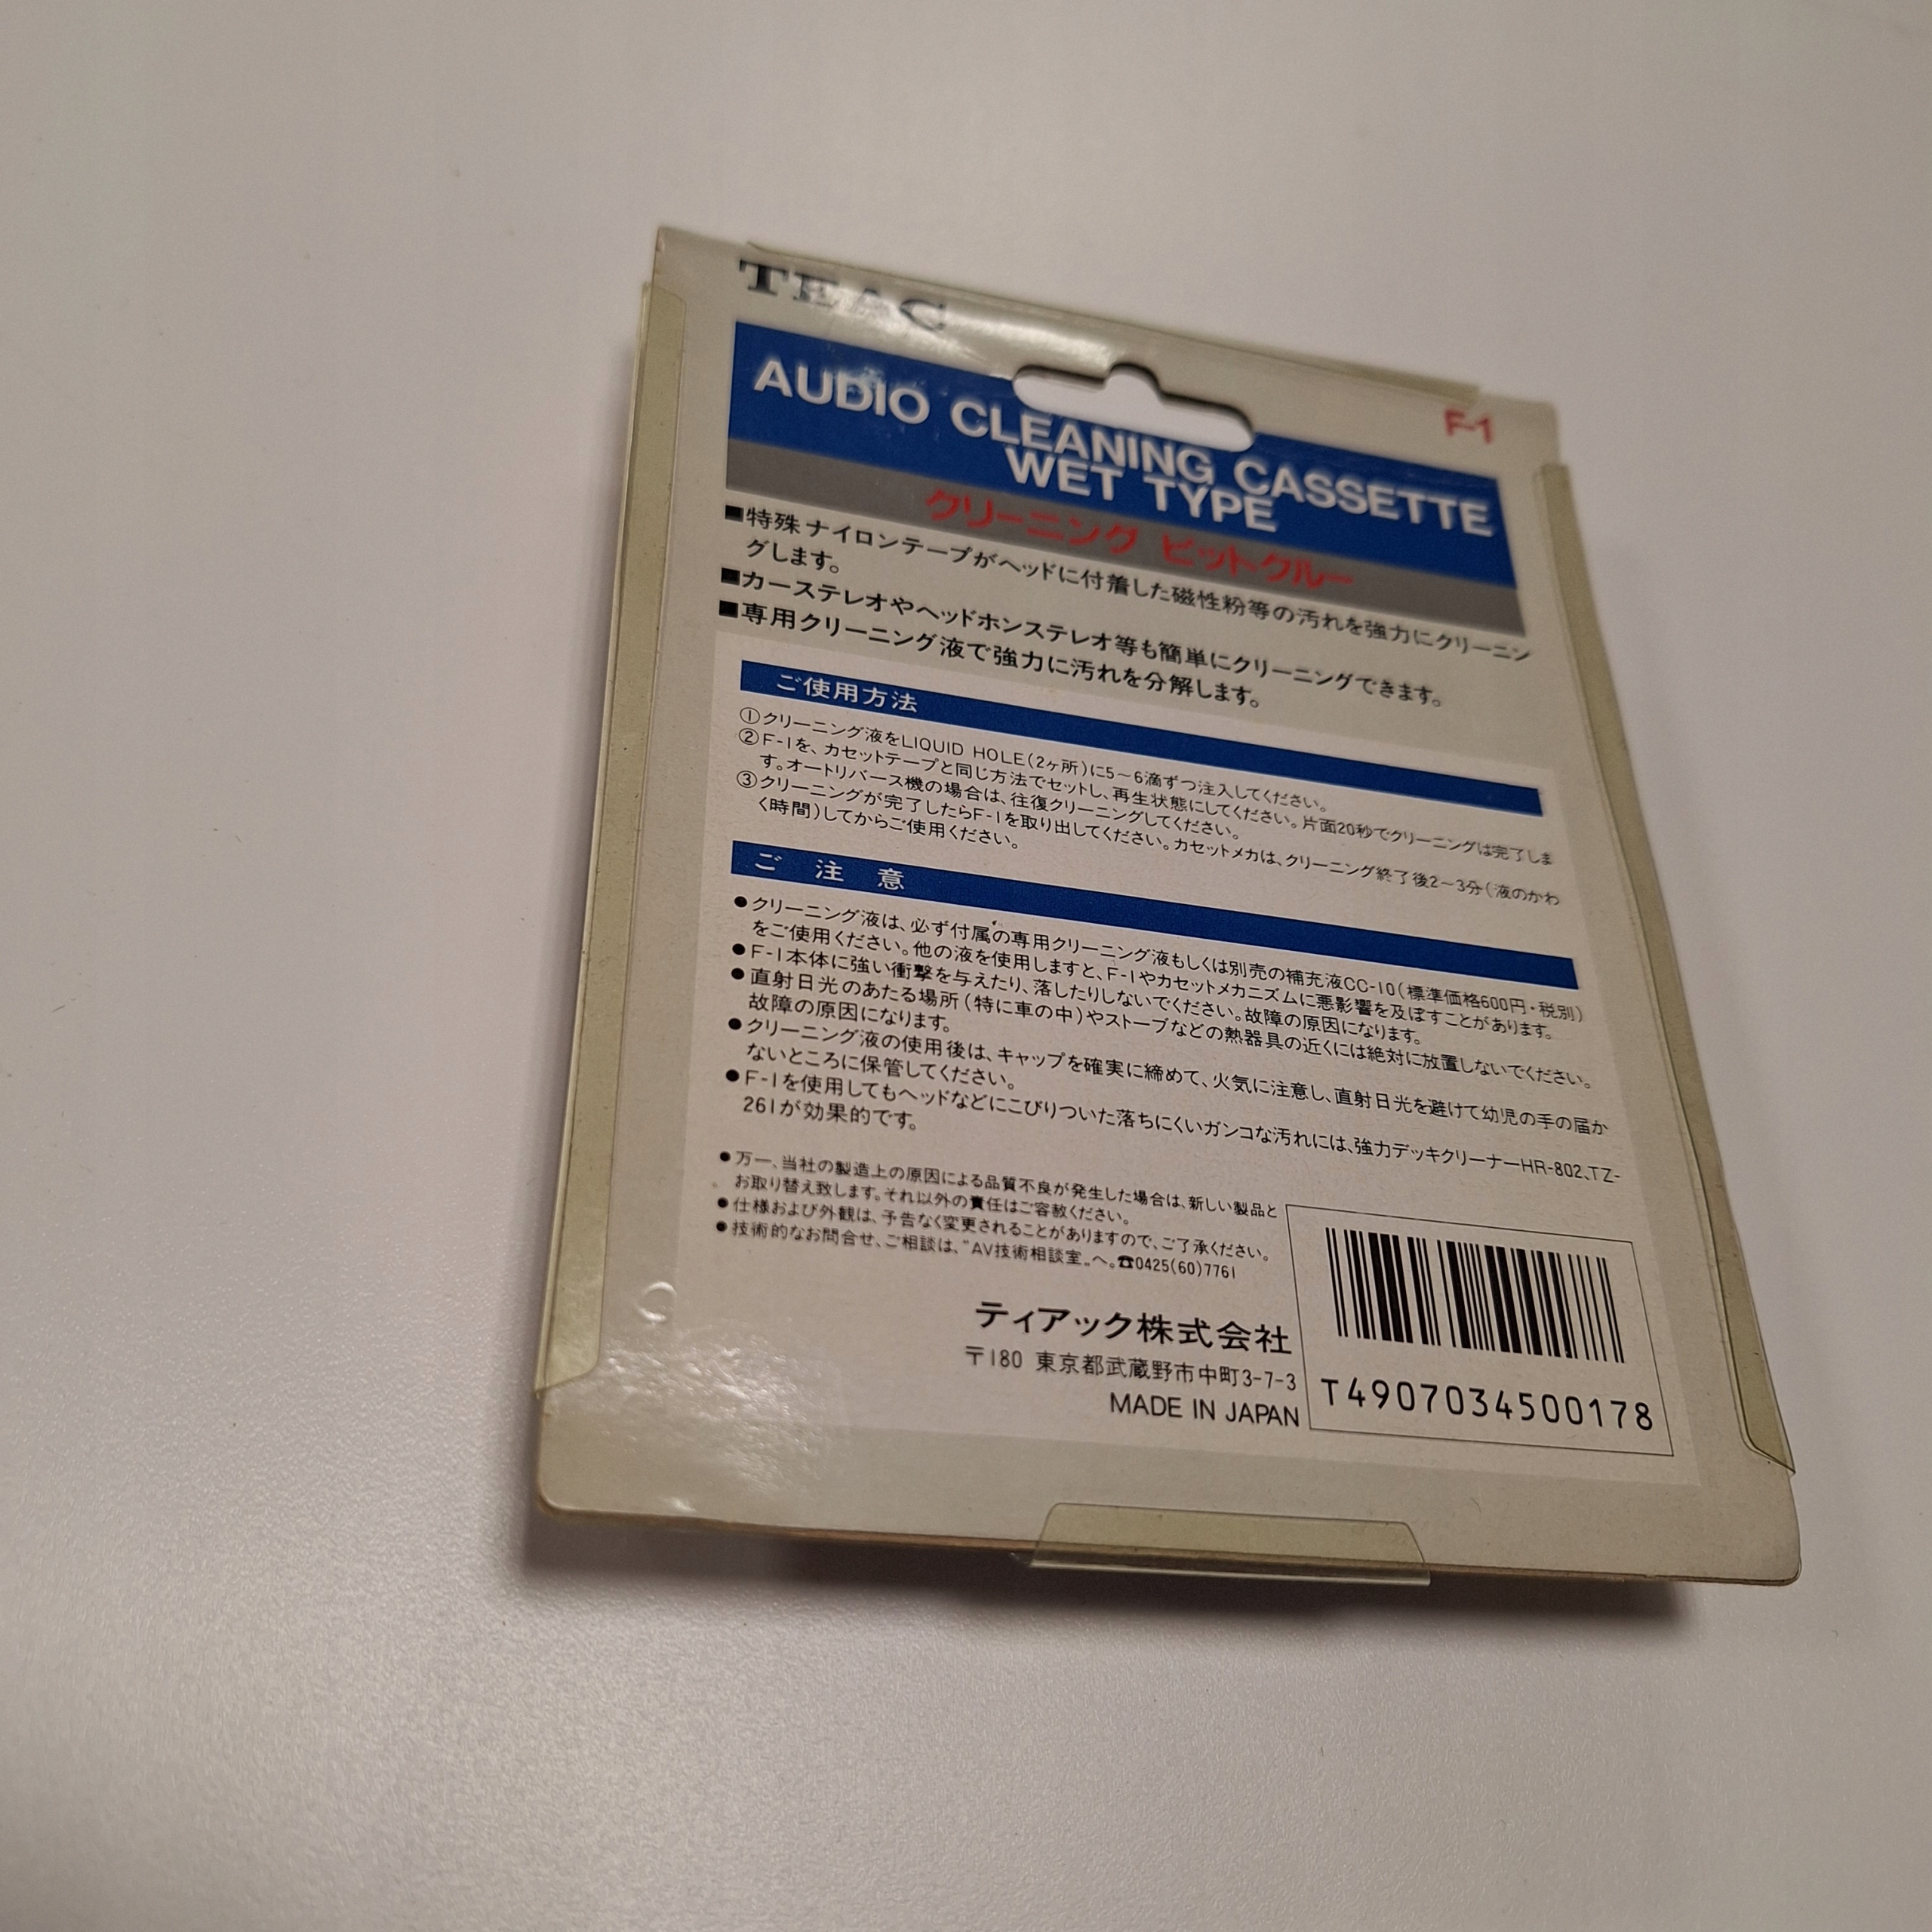 TEAC
F-1
AUDIO CLEANING CASSETTE
WET TYPE
クリーニング ピットクルー
■特殊ナイロンテープがヘッドに付着した磁性粉等の汚れを強力にクリーニン
グします。
■カーステレオやヘッドホンステレオ等も簡単にクリーニングできます。
■専用クリーニング液で強力に汚れを分解します。
ご使用方法
①クリーニング液をLIQUID HOLE(2ヶ所)に5～6滴ずつ注入してください。
②F-1を、カセットテープと同じ方法でセットし、再生状態にしてください。片面20秒でクリーニングは完了しま
す。オートリバース機の場合は、往復クリーニングしてください。
③クリーニングが完了したらF-1を取り出してください。カセットメカは、クリーニング終了後2～3分(液のかわ
く時間)してからご使用ください。
ご注意
●クリーニング液は、必ず付属の専用クリーニング液もしくは別売の補充液CC-10(標準価格600円・税別)
をご使用ください。他の液を使用しますと、F-1やカセットメカニズムに悪影響を及ぼすことがあります。
●F-1本体に強い衝撃を与えたり、落したりしないでください。故障の原因になります。
●直射日光のあたる場所(特に車の中)やストーブなどの熱器具の近くには絶対に放置しないでください。
故障の原因になります。
●クリーニング液の使用後は、キャップを確実に締めて、火気に注意し、直射日光を避けて幼児の手の届か
ないところに保管してください。
●F-1を使用してもヘッドなどにこびりついた落ちにくいガンコな汚れには、強力デッキクリーナーHR-802、TZ-
261が効果的です。
●万一、当社の製造上の原因による品質不良が発生した場合は、新しい製品と
お取り替え致します。それ以外の責任はご容赦ください。
●仕様および外観は、予告なく変更されることがありますので、ご了承ください。
●技術的なお問合せ、ご相談は、"AV技術相談室„へ。☎0425(60)7761
ティアック株式会社
〒180 東京都武蔵野市中町3-7-3
MADE IN JAPAN
T4907034500178